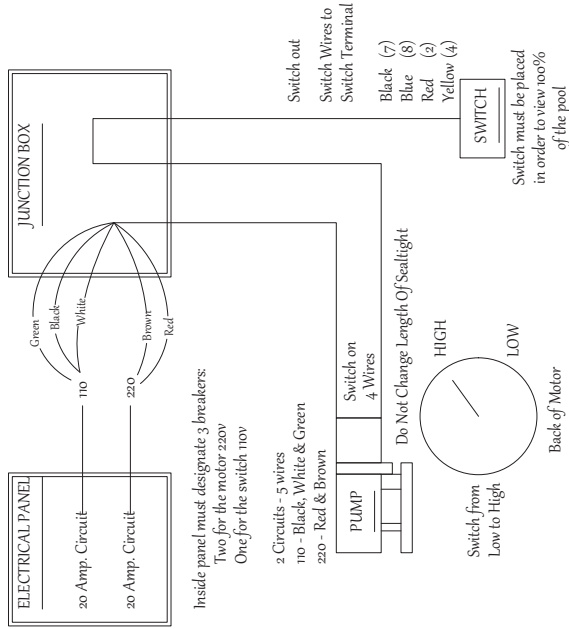 ELECTRICAL PANEL
20 Amp. Circuit
20 Amp. Circuit
110
220
Green
Black
White
Brown
Red
JUNCTION BOX
Inside panel must designate 3 breakers:
Two for the motor 220v
One for the switch 110v
2 Circuits - 5 wires
110 - Black, White & Green
220 - Red & Brown
PUMP
Switch on
4 Wires
Do Not Change Length Of Sealtight
Switch out
Switch Wires to
Switch Terminal
Black (7)
Blue (8)
Red (2)
Yellow (4)
SWITCH
Switch must be placed
in order to view 100%
of the pool
Switch from
Low to High
HIGH
LOW
Back of Motor